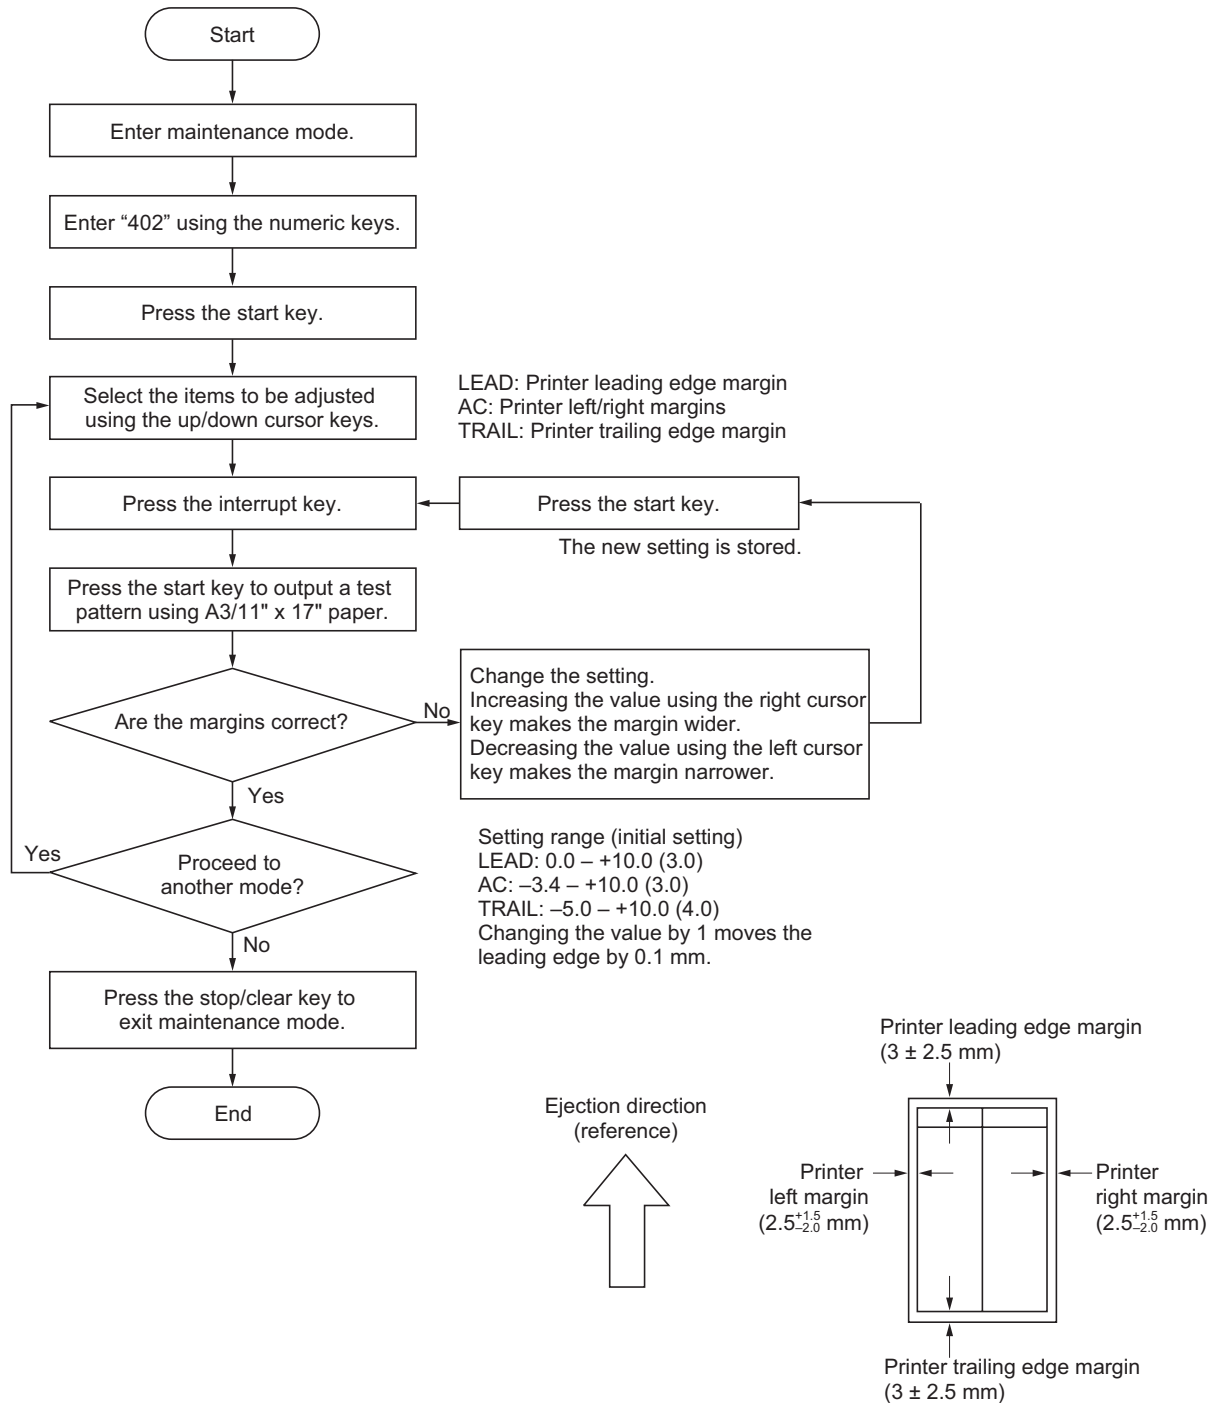 Start
Enter maintenance mode.
Enter “402” using the numeric keys.
Press the start key.
Select the items to be adjusted
using the up/down cursor keys.
LEAD: Printer leading edge margin
AC: Printer left/right margins
TRAIL: Printer trailing edge margin
Press the interrupt key.
Press the start key.
The new setting is stored.
Press the start key to output a test
pattern using A3/11" x 17" paper.
Are the margins correct?
No
Change the setting.
Increasing the value using the right cursor
key makes the margin wider.
Decreasing the value using the left cursor
key makes the margin narrower.
Yes
Yes
Proceed to
another mode?
Setting range (initial setting)
LEAD: 0.0 – +10.0 (3.0)
AC: –3.4 – +10.0 (3.0)
TRAIL: –5.0 – +10.0 (4.0)
Changing the value by 1 moves the
leading edge by 0.1 mm.
No
Press the stop/clear key to
exit maintenance mode.
End
Ejection direction
(reference)
Printer leading edge margin
(3 ± 2.5 mm)
Printer
left margin
(2.5 +1.5 –2.0 mm)
Printer
right margin
(2.5 +1.5 –2.0 mm)
Printer trailing edge margin
(3 ± 2.5 mm)